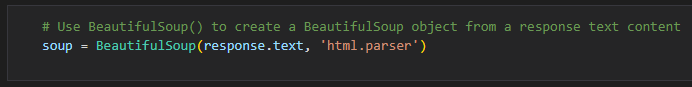 # Use BeautifulSoup() to create a BeautifulSoup object from a response text content
soup = BeautifulSoup(response.text, 'html.parser')